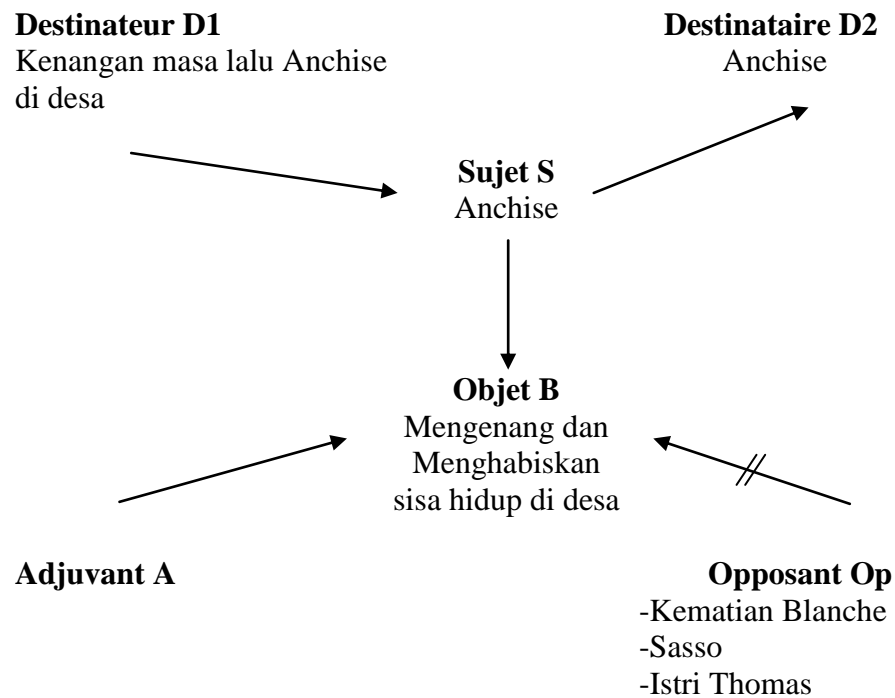 Destinateur D1
Kenangan masa lalu Anchise
di desa
Destinataire D2
Anchise
Sujet S
Anchise
Objet B
Mengenang dan
Menghabiskan
sisa hidup di desa
Adjuvant A
Opposant Op
-Kematian Blanche
-Sasso
-Istri Thomas